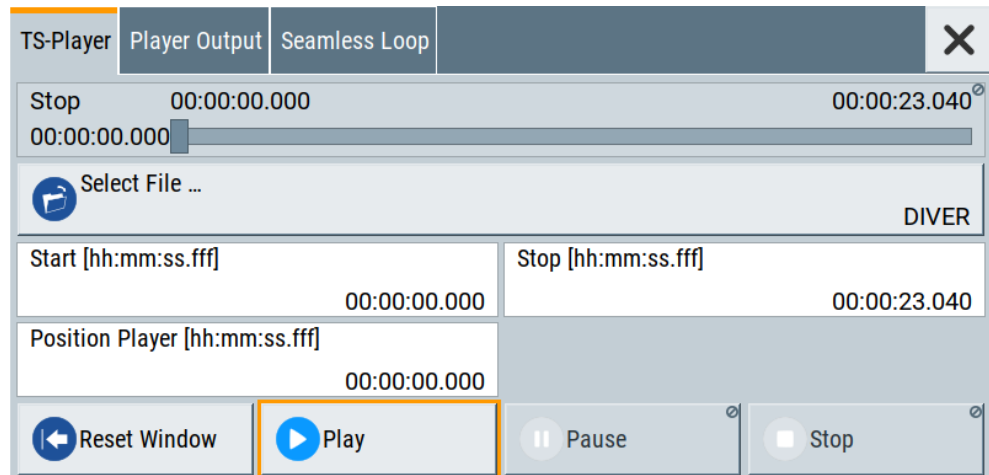 TS-Player Player Output Seamless Loop
Stop 00:00:00.000 00:00:23.040
00:00:00.000
Select File ...
DIVER
Start [hh:mm:ss.fff] Stop [hh:mm:ss.fff]
00:00:00.000 00:00:23.040
Position Player [hh:mm:ss.fff]
00:00:00.000
Reset Window Play Pause Stop